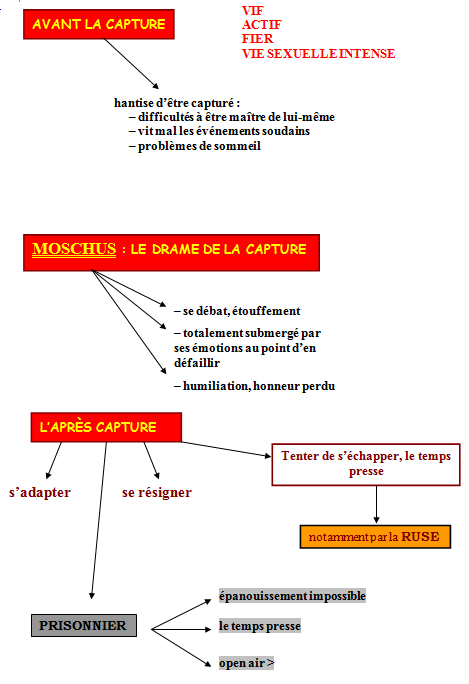 AVANT LA CAPTURE
VIF
ACTIF
FIER
VIE SEXUELLE INTENSE
hantise d'être capturé :
– difficultés à être maître de lui-même
– vit mal les événements soudains
– problèmes de sommeil
MOSCHUS : LE DRAME DE LA CAPTURE
– se débat, étouffement
– totalement submergé par
ses émotions au point d'en
défaillir
– humiliation, honneur perdu
L'APRÈS CAPTURE
Tenter de s'échapper, le temps
presse
s'adapter
se résigner
notamment par la RUSE
épanouissement impossible
PRISONNIER
le temps presse
open air >